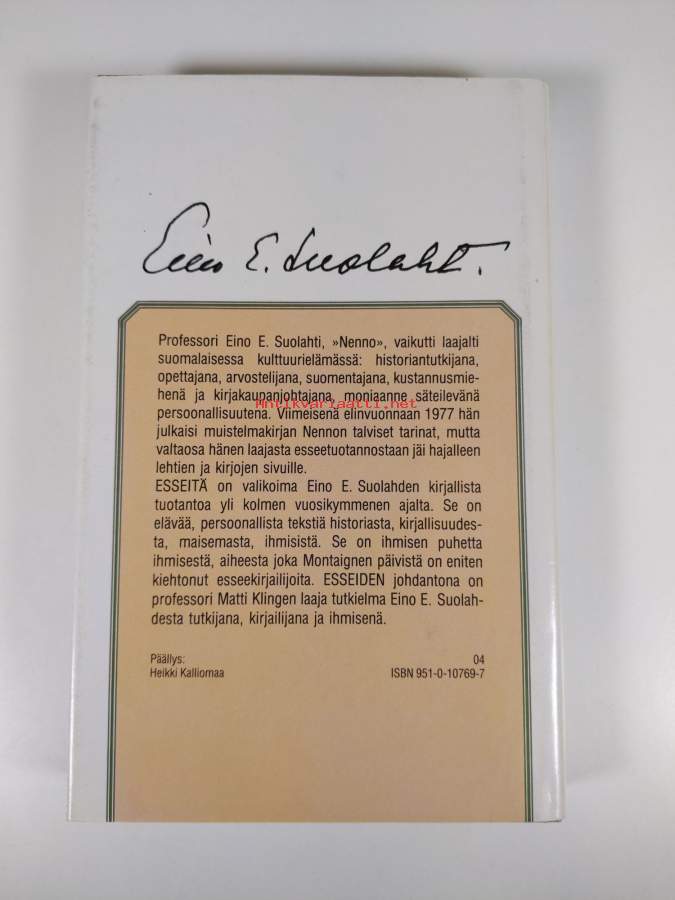 Eino E. Suolahti.
Professori Eino E. Suolahti, »Nenno», vaikutti laajalti
suomalaisessa kulttuurielämässä: historiantutkijana,
opettajana, arvostelijana, suomentajana, kustannusmie-
henä ja kirjakaupanjohtajana, moniaanne säteilevänä
Antikvariaatti.net
persoonallisuutena. Viimeisenä elinvuonnaan 1977 hän
julkaisi muistelmakirjan Nennon talviset tarinat, mutta
valtaosa hänen laajasta esseetuotannostaan jäi hajalleen
lehtien ja kirjojen sivuille.
ESSEITÄ on valikoima Eino E. Suolahden kirjallista
tuotantoa yli kolmen vuosikymmenen ajalta. Se on
elävää, persoonallista tekstiä historiasta, kirjallisuudes-
ta, maisemasta, ihmisistä. Se on ihmisen puhetta
ihmisestä, aiheesta joka Montaignen päivistä on eniten
kiehtonut esseekirjailijoita. ESSEIDEN johdantona on
professori Matti Klingen laaja tutkielma Eino E. Suolah-
desta tutkijana, kirjailijana ja ihmisenä.
Päällys: 04
Heikki Kalliomaa ISBN 951-0-10769-7